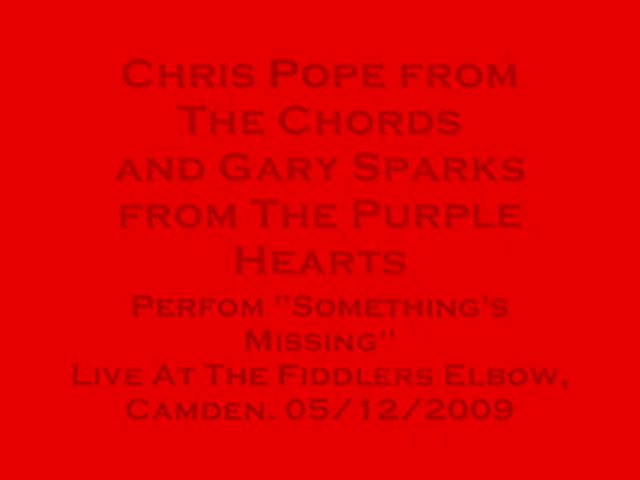 Chris Pope from
The Chords
and Gary Sparks
from The Purple
Hearts
Perfom "Something's
Missing"
Live At The Fiddlers Elbow,
Camden. 05/12/2009